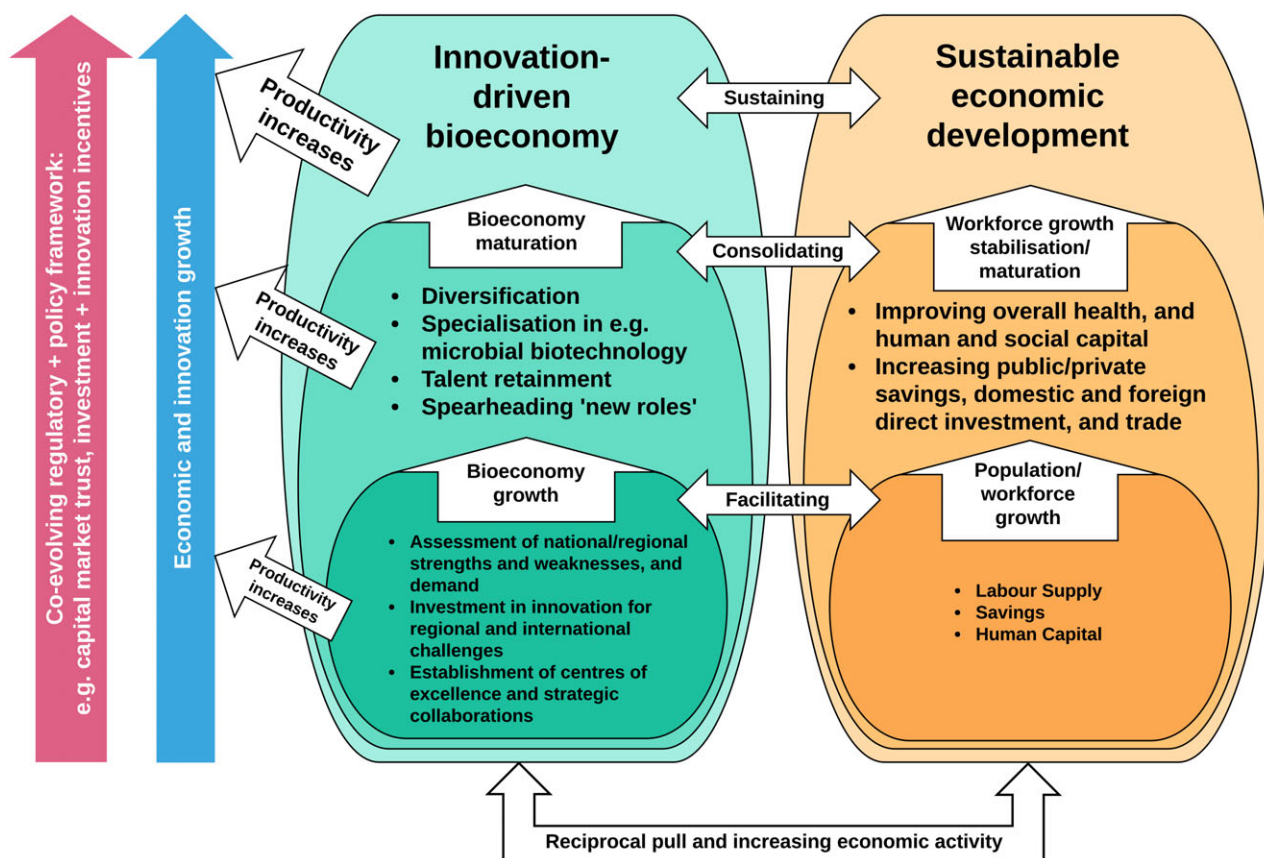 Co-evolving regulatory + policy framework:
e.g. capital market trust, investment + innovation incentives
Economic and innovation growth
Productivity
increases
Productivity
increases
Productivity
increases
Innovation-
driven
bioeconomy
Bioeconomy
maturation
• Diversification
• Specialisation in e.g.
microbial biotechnology
• Talent retainment
• Spearheading 'new roles'
Bioeconomy
growth
• Assessment of national/regional
strengths and weaknesses, and
demand
• Investment in innovation for
regional and international
challenges
• Establishment of centres of
excellence and strategic
collaborations
Sustaining
Consolidating
Facilitating
Sustainable
economic
development
Workforce growth
stabilisation/
maturation
• Improving overall health, and
human and social capital
• Increasing public/private
savings, domestic and foreign
direct investment, and trade
Population/
workforce
growth
• Labour Supply
• Savings
• Human Capital
Reciprocal pull and increasing economic activity